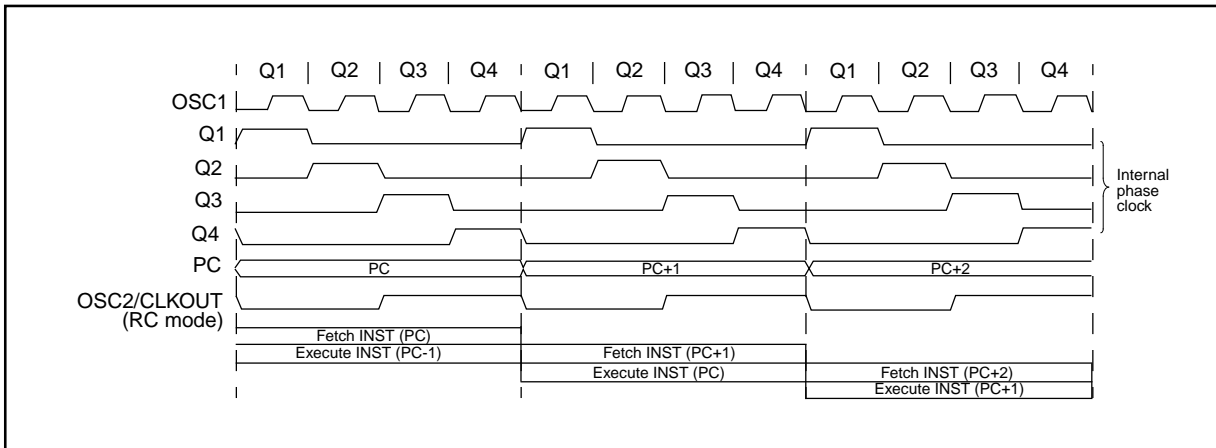 Q1 Q2 Q3 Q4 Q1 Q2 Q3 Q4 Q1 Q2 Q3 Q4
OSC1
Q1
Q2
Q3
Q4
Internal
phase
clock
PC
PC PC+1 PC+2
OSC2/CLKOUT
(RC mode)
Fetch INST (PC)
Execute INST (PC-1) Fetch INST (PC+1)
Execute INST (PC) Fetch INST (PC+2)
Execute INST (PC+1)